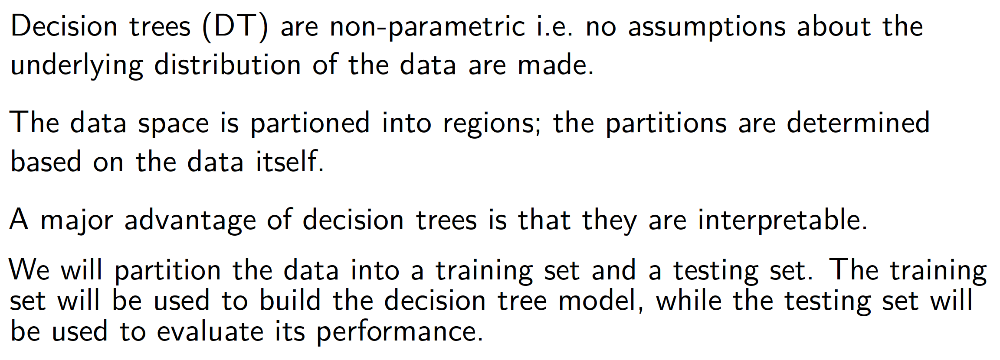 Decision trees (DT) are non-parametric i.e. no assumptions about the
underlying distribution of the data are made.
The data space is partioned into regions; the partitions are determined
based on the data itself.
A major advantage of decision trees is that they are interpretable.
We will partition the data into a training set and a testing set. The training
set will be used to build the decision tree model, while the testing set will
be used to evaluate its performance.